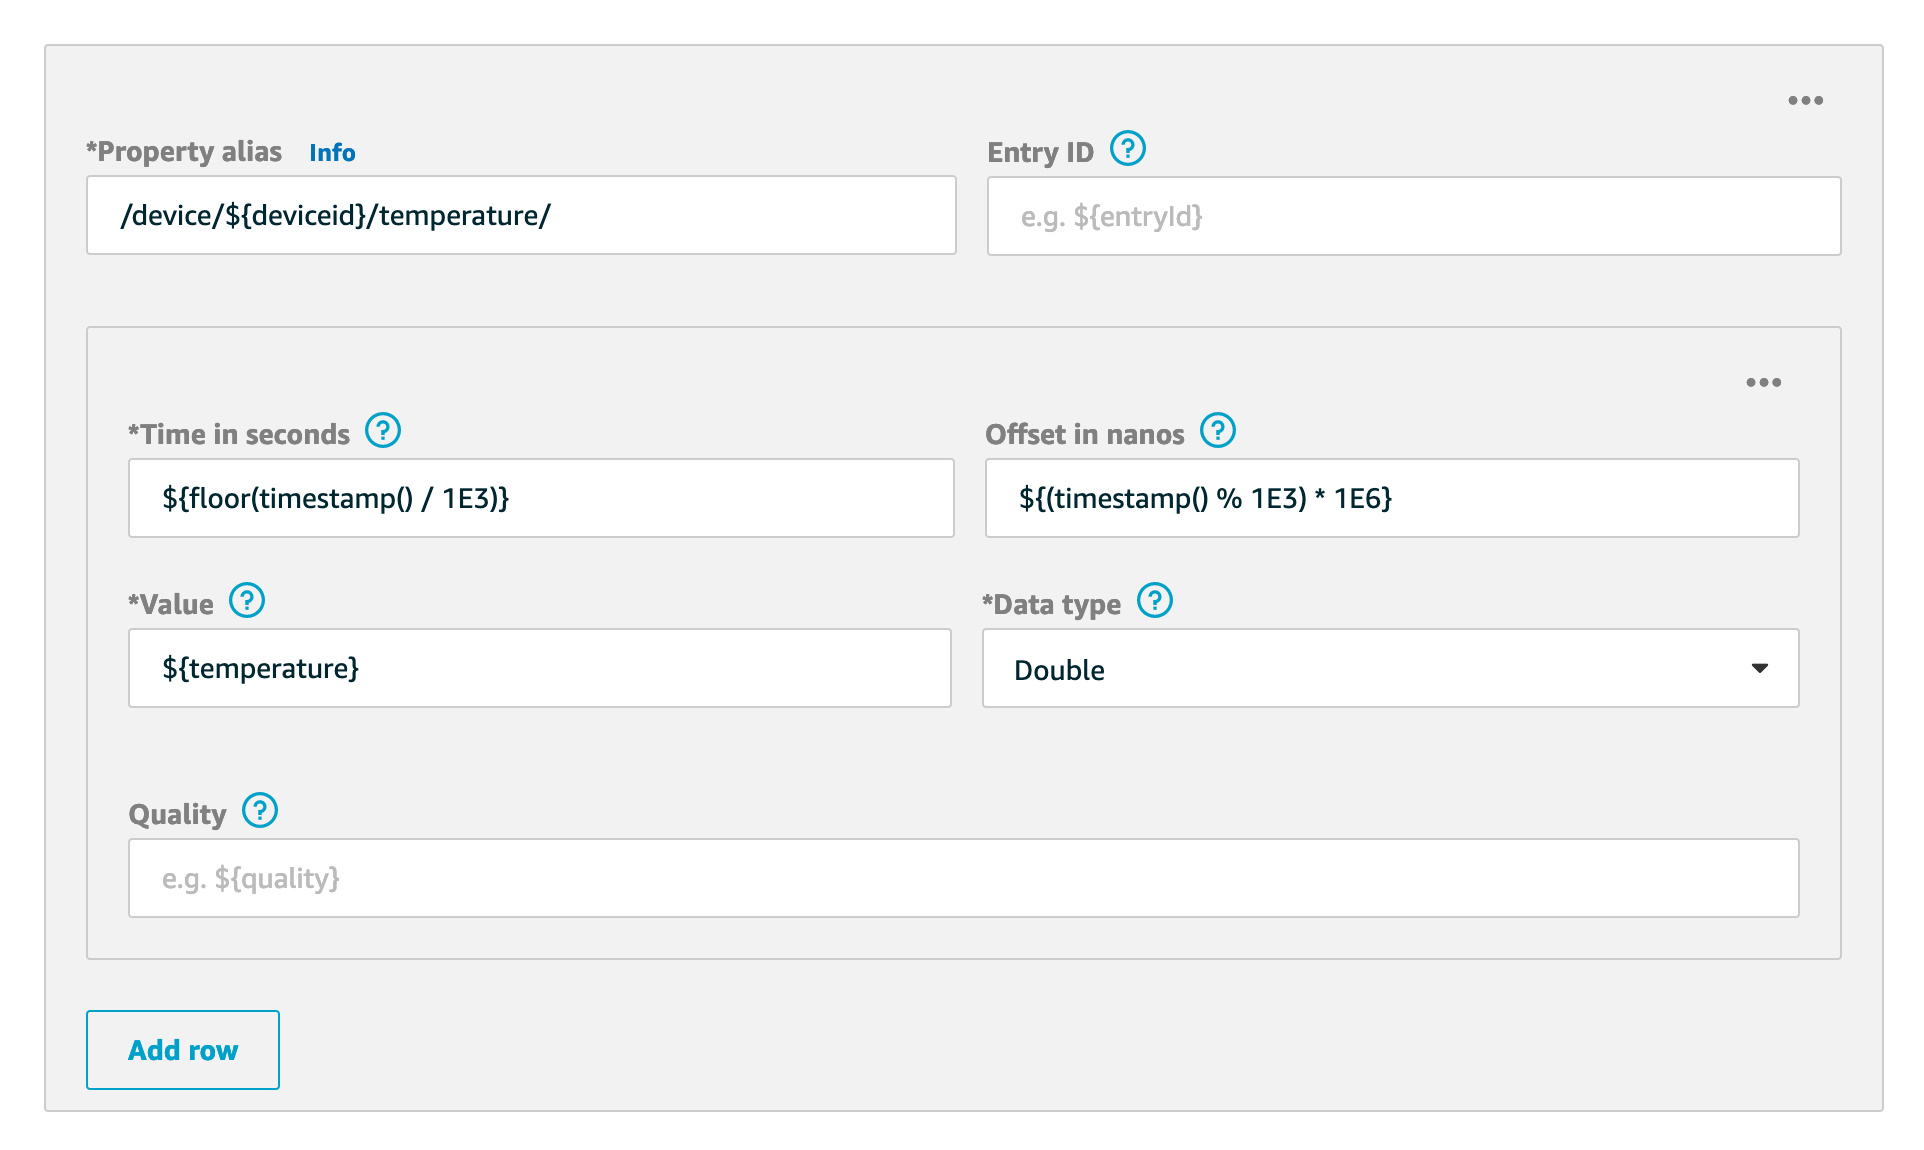 *Property alias Info
Entry ID ?
/device/${deviceid}/temperature/
e.g. ${entryId}
*Time in seconds ?
Offset in nanos ?
${floor(timestamp() / 1E3)}
${(timestamp() % 1E3) * 1E6}
*Value ?
*Data type ?
${temperature}
Double
Quality ?
e.g. ${quality}
Add row